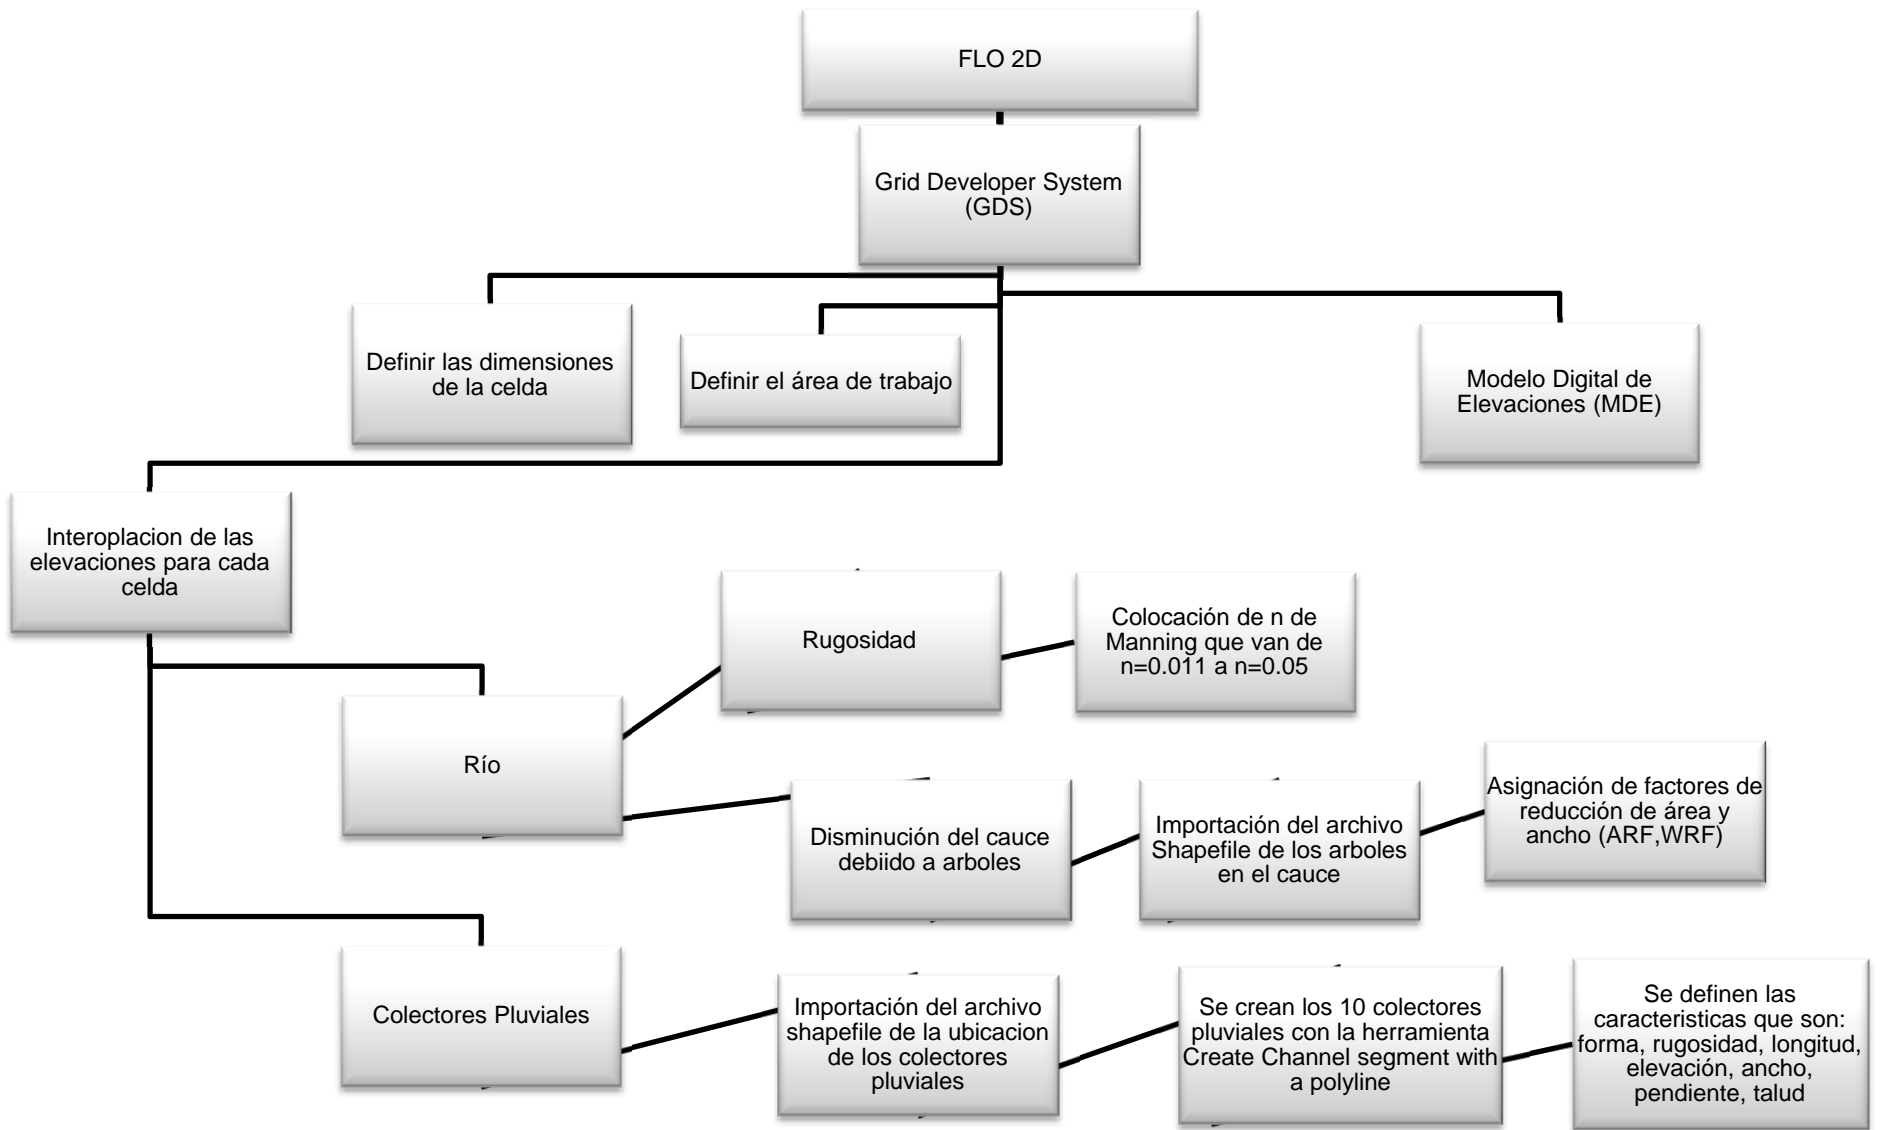 FLO 2D
Grid Developer System
(GDS)
Definir las dimensiones
de la celda
Definir el área de trabajo
Modelo Digital de
Elevaciones (MDE)
Interoplacion de las
elevaciones para cada
celda
Rugosidad
Colocación de n de
Manning que van de
n=0.011 a n=0.05
Río
Disminución del cauce
debiido a arboles
Importación del archivo
Shapefile de los arboles
en el cauce
Asignación de factores de
reducción de área y
ancho (ARF,WRF)
Colectores Pluviales
Importación del archivo
shapefile de la ubicacion
de los colectores
pluviales
Se crean los 10 colectores
pluviales con la herramienta
Create Channel segment with
a polyline
Se definen las
caracteristicas que son:
forma, rugosidad, longitud,
elevación, ancho,
pendiente, talud